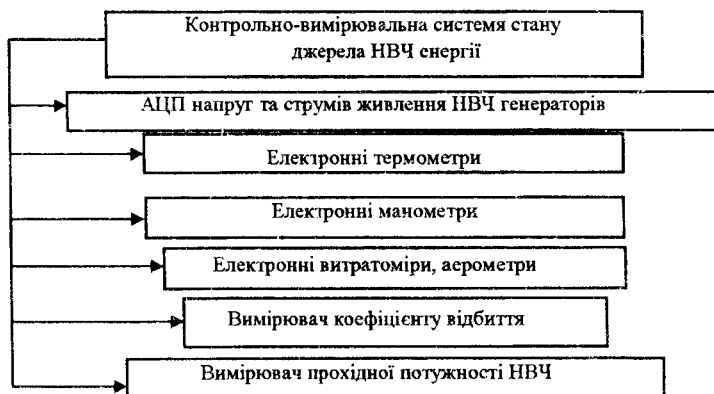 Контрольно-вимірювальна системя стану
джерела НВЧ енергії
АЦП напруг та струмів живлення НВЧ генераторів
Електронні термометри
Електронні манометри
Електронні витратоміри, аерометри
Вимірювач коефіцієнту відбиття
Вимірювач прохідної потужності НВЧ